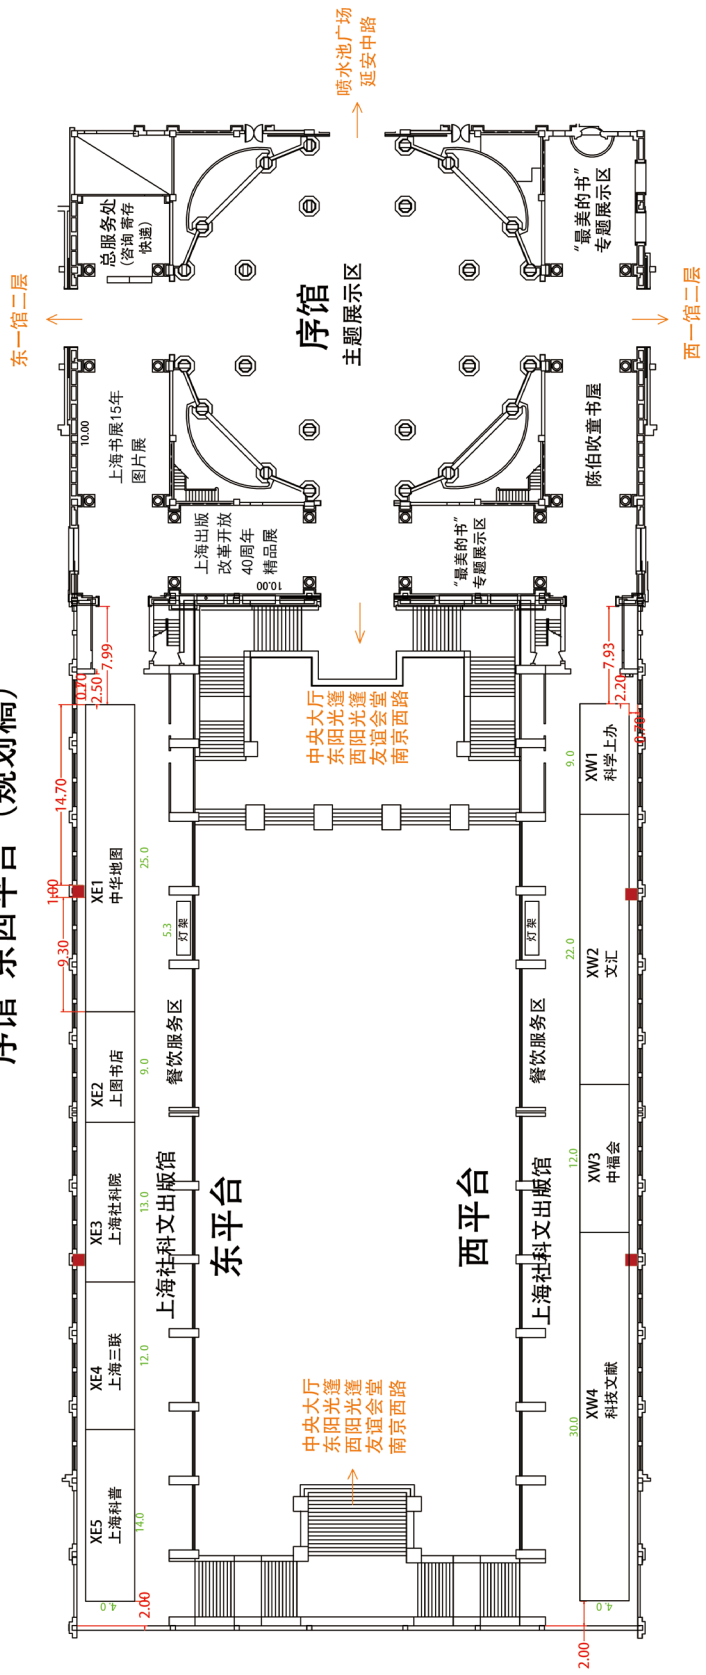 序馆 东西平台（规划稿）
喷水池广场
延安中路
东一馆二层
西一馆二层
总服务处
（咨询 寄存
快递）
"最美的书"
专题展示区
序馆
主题展示区
10.00
上海书展15年
图片展
陈伯吹童书屋
上海出版
改革开放
40周年
精品展
10.00
"最美的书"
专题展示区
中央大厅
东阳光篷
西阳光篷
友谊会堂
南京西路
7.99
2.50
0.70
14.70
1.00
9.30
7.93
2.20
0.70
XE1
中华地图
25.0
XE2
上图书店
9.0
XE3
上海社科院
13.0
XE4
上海三联
12.0
XE5
上海科普
14.0
4.0
2.00
5.3
灯架
餐饮服务区
上海社科文出版馆
东平台
西平台
灯架
餐饮服务区
上海社科文出版馆
XW1
科学上办
9.0
XW2
文汇
22.0
XW3
中福会
12.0
XW4
科技文献
30.0
4.0
2.00
中央大厅
东阳光篷
西阳光篷
友谊会堂
南京西路